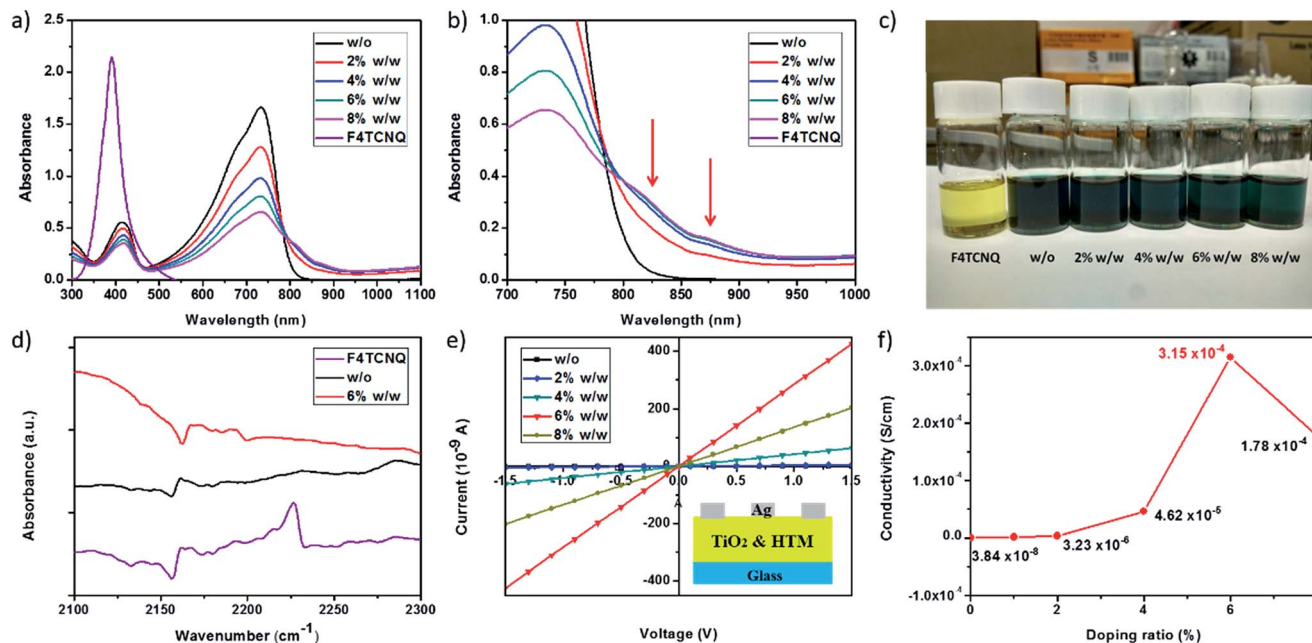 a)
2.5
2.0
1.5
1.0
0.5
0.0
Absorbance
w/o
2% w/w
4% w/w
6% w/w
8% w/w
F4TCNQ
300 400 500 600 700 800 900 1000 1100
Wavelength (nm)
b)
1.0
0.8
0.6
0.4
0.2
0.0
Absorbance
w/o
2% w/w
4% w/w
6% w/w
8% w/w
F4TCNQ
700 750 800 850 900 950 1000
Wavelength (nm)
c)
S
F4TCNQ w/o 2% w/w 4% w/w 6% w/w 8% w/w
d)
Absorbance (a.u.)
F4TCNQ
w/o
6% w/w
2100 2150 2200 2250 2300
Wavenumber (cm⁻¹)
e)
Current (10⁻⁹ A)
w/o
2% w/w
4% w/w
6% w/w
8% w/w
400
200
-1.5 -1.0 -0.5 0.0 0.5 1.0 1.5
-200
-400
Ag
TiO₂ & HTM
Glass
Voltage (V)
f)
Conductivity (S/cm)
3.0x10⁻⁴
2.0x10⁻⁴
1.0x10⁻⁴
0.0
-1.0x10⁻⁴
3.15 x10⁻⁴
1.78 x10⁻⁴
4.62 x10⁻⁵
3.23 x10⁻⁶
3.84 x10⁻⁸
0 2 4 6
Doping ratio (%)